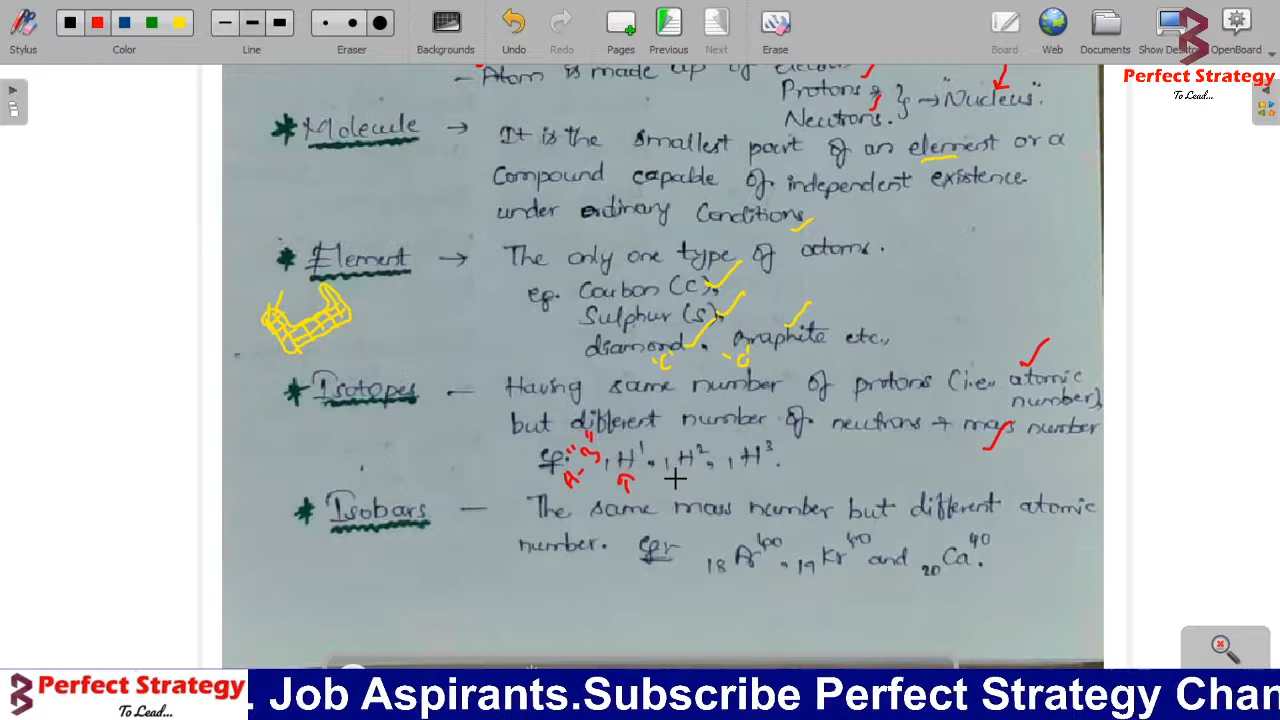 Stylus
Color
Line
Eraser
Backgrounds
Undo
Redo
Pages
Previous
Next
Erase
Board
Web
Documents
Show Desktop
OpenBoard
Perfect Strategy
To Lead...
- Atom is made up of
Protons + } → "Nucleus".
Neutrons.
* Molecule → It is the smallest part of an element or a
Compound capable of independent existence
under ordinary Conditions
* Element → The only one type of atoms.
eg. Carbon (C),
Sulphur (S),
diamond, graphite etc.,
'C' -C'
* Isotopes — Having same number of protons (i.e. atomic
number),
but different number of neutrons + mass number
eg. ₁H¹, ₁H², ₁H³.
* Isobars — The same mass number but different atomic
number. eg ₁₈Ar⁴⁰, ₁₉Kr⁴⁰ and ₂₀Ca⁴⁰.
Perfect Strategy
To Lead...
. Job Aspirants.Subscribe Perfect Strategy Chan